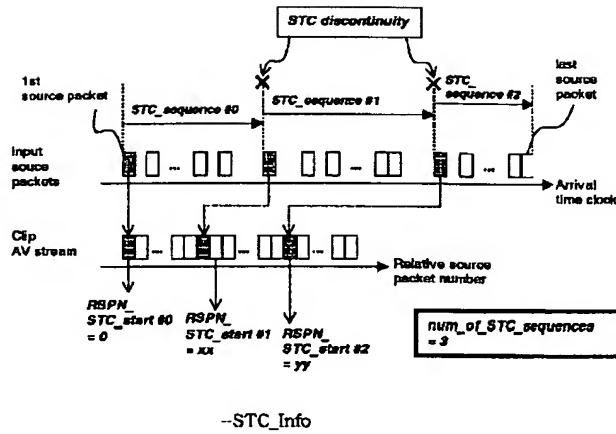 STC discontinuity
1st
source packet
STC_sequence #0
STC_sequence #1
STC_
sequence #2
last
source
packet
Input
souce
packets
...
...
...
Arrival
time clock
Clip
AV stream
...
...
...
Relative source
packet number
RSPN_
STC_start #0
= 0
RSPN_
STC_start #1
= xx
RSPN_
STC_start #2
= yy
num_of_STC_sequences
= 3
--STC_Info